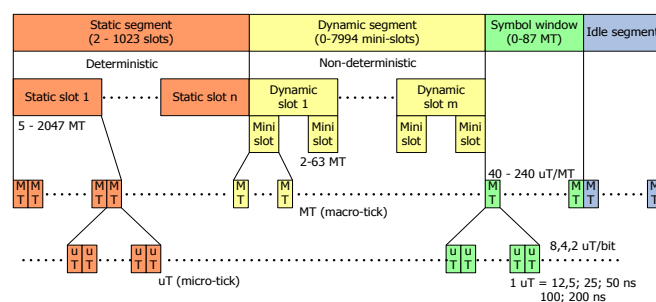 Static segment
(2 - 1023 slots)
Dynamic segment
(0-7994 mini-slots)
Symbol window
(0-87 MT)
Idle segment
Deterministic
Non-deterministic
Static slot 1
Static slot n
Dynamic
slot 1
Dynamic
slot m
Mini
slot
Mini
slot
Mini
slot
Mini
slot
5 - 2047 MT
2-63 MT
40 - 240 uT/MT
M
T
M
T
M
T
M
T
M
T
M
T
M
T
M
T
M
T
M
T
MT (macro-tick)
u
T
u
T
u
T
u
T
u
T
u
T
u
T
u
T
8,4,2 uT/bit
uT (micro-tick)
1 uT = 12,5; 25; 50 ns
100; 200 ns